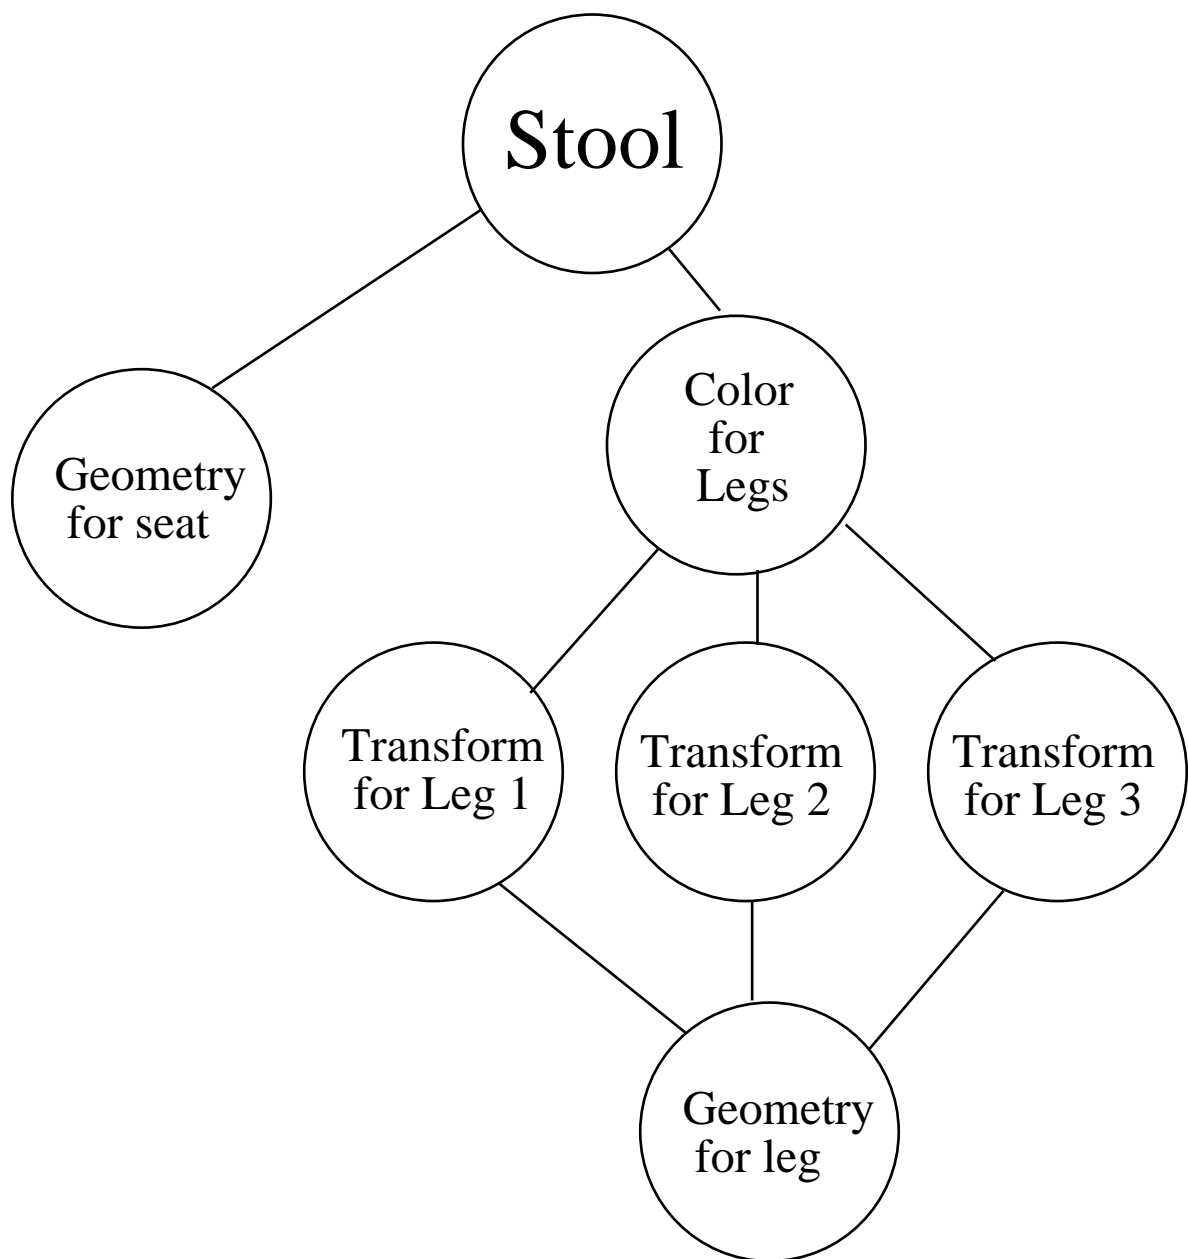 Stool
Color
for
Legs
Geometry
for seat
Transform
for Leg 1
Transform
for Leg 2
Transform
for Leg 3
Geometry
for leg